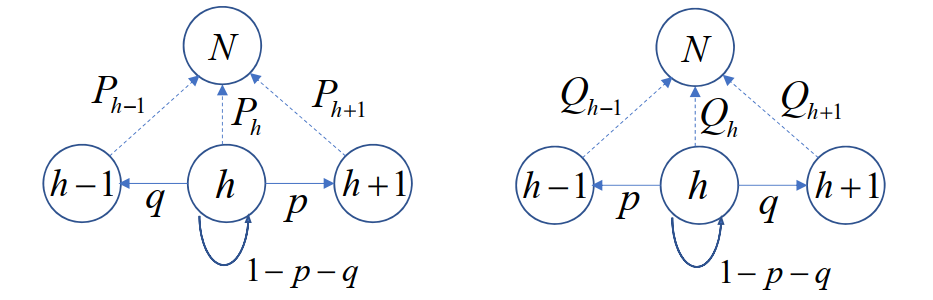 N N
P_{h-1} P_h P_{h+1} Q_{h-1} Q_h Q_{h+1}
h-1 h h+1 h-1 h h+1
q p p q
1-p-q 1-p-q